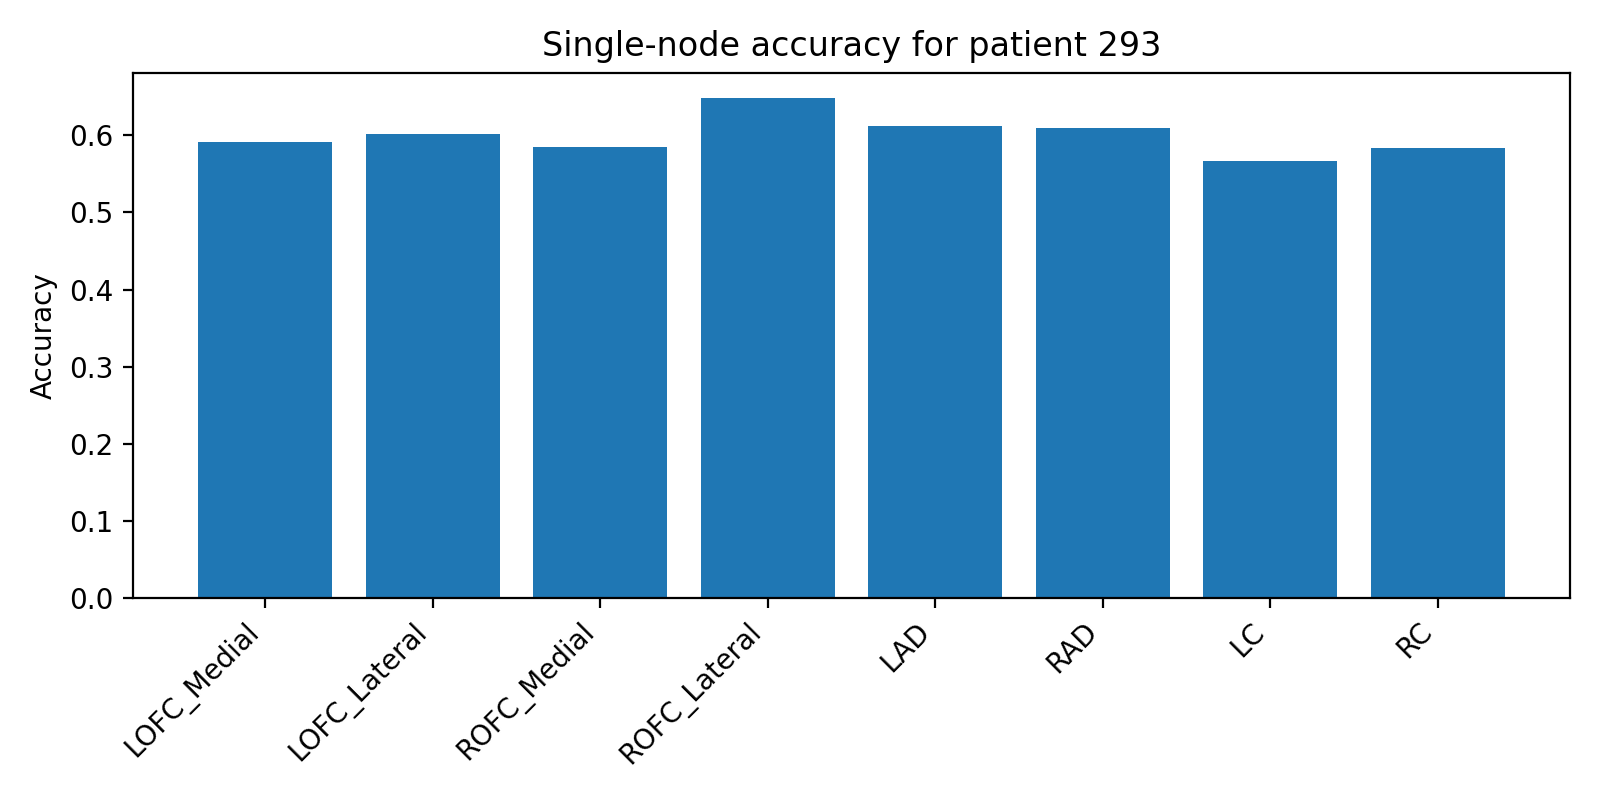 Single-node accuracy for patient 293
Accuracy
0.6
0.5
0.4
0.3
0.2
0.1
0.0
LOFC_Medial
LOFC_Lateral
ROFC_Medial
ROFC_Lateral
LAD
RAD
LC
RC